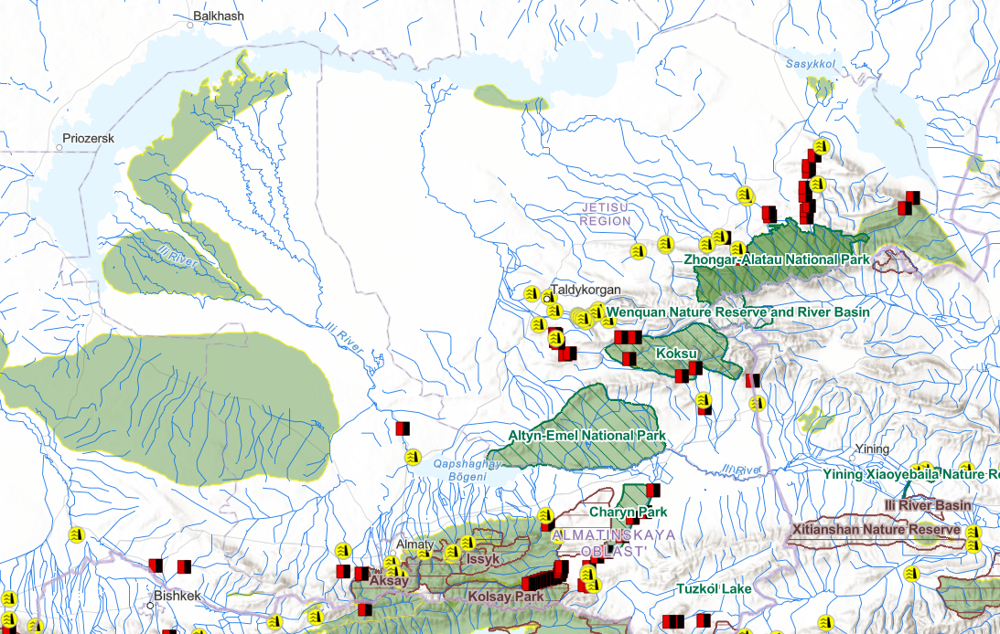 Balkhash
Sasykkol
Priozersk
JETISU
REGION
Ili River
Zhongar-Alatau National Park
Taldykorgan
Wenquan Nature Reserve and River Basin
Ili River
Koksu
Altyn-Emel National Park
Yining
Qapshaghay
Bögeni
Ili River
Yining Xiaoyebaila Nature Re
Ili River Basin
Charyn Park
Xitianshan Nature Reserve
ALMATINSKAYA
OBLAST'
Almaty
Issyk
Aksay
Tuzkol Lake
Kolsay Park
Bishkek